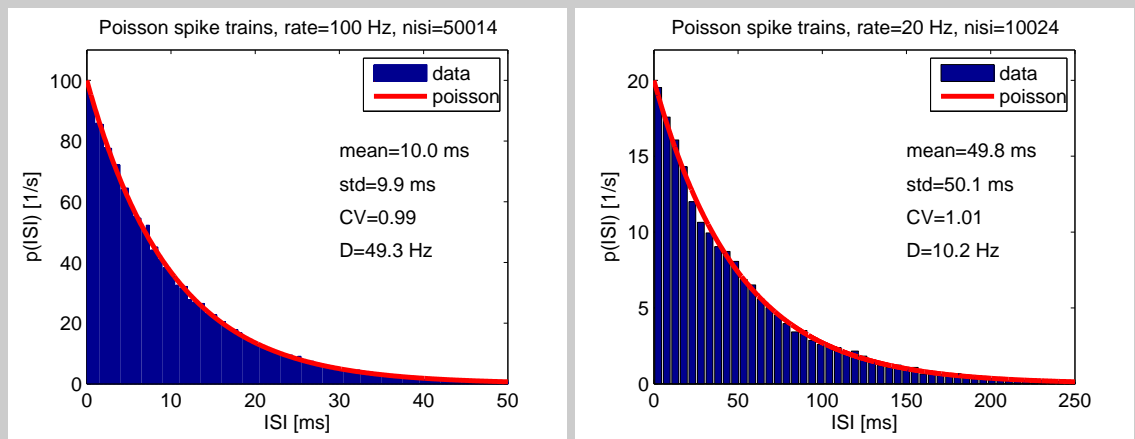 Poisson spike trains, rate=100 Hz, nisi=50014
data
poisson
mean=10.0 ms
std=9.9 ms
CV=0.99
D=49.3 Hz
p(ISI) [1/s]
100
80
60
40
20
0
0 10 20 30 40 50
ISI [ms]
Poisson spike trains, rate=20 Hz, nisi=10024
data
poisson
mean=49.8 ms
std=50.1 ms
CV=1.01
D=10.2 Hz
p(ISI) [1/s]
20
15
10
5
0
0 50 100 150 200 250
ISI [ms]